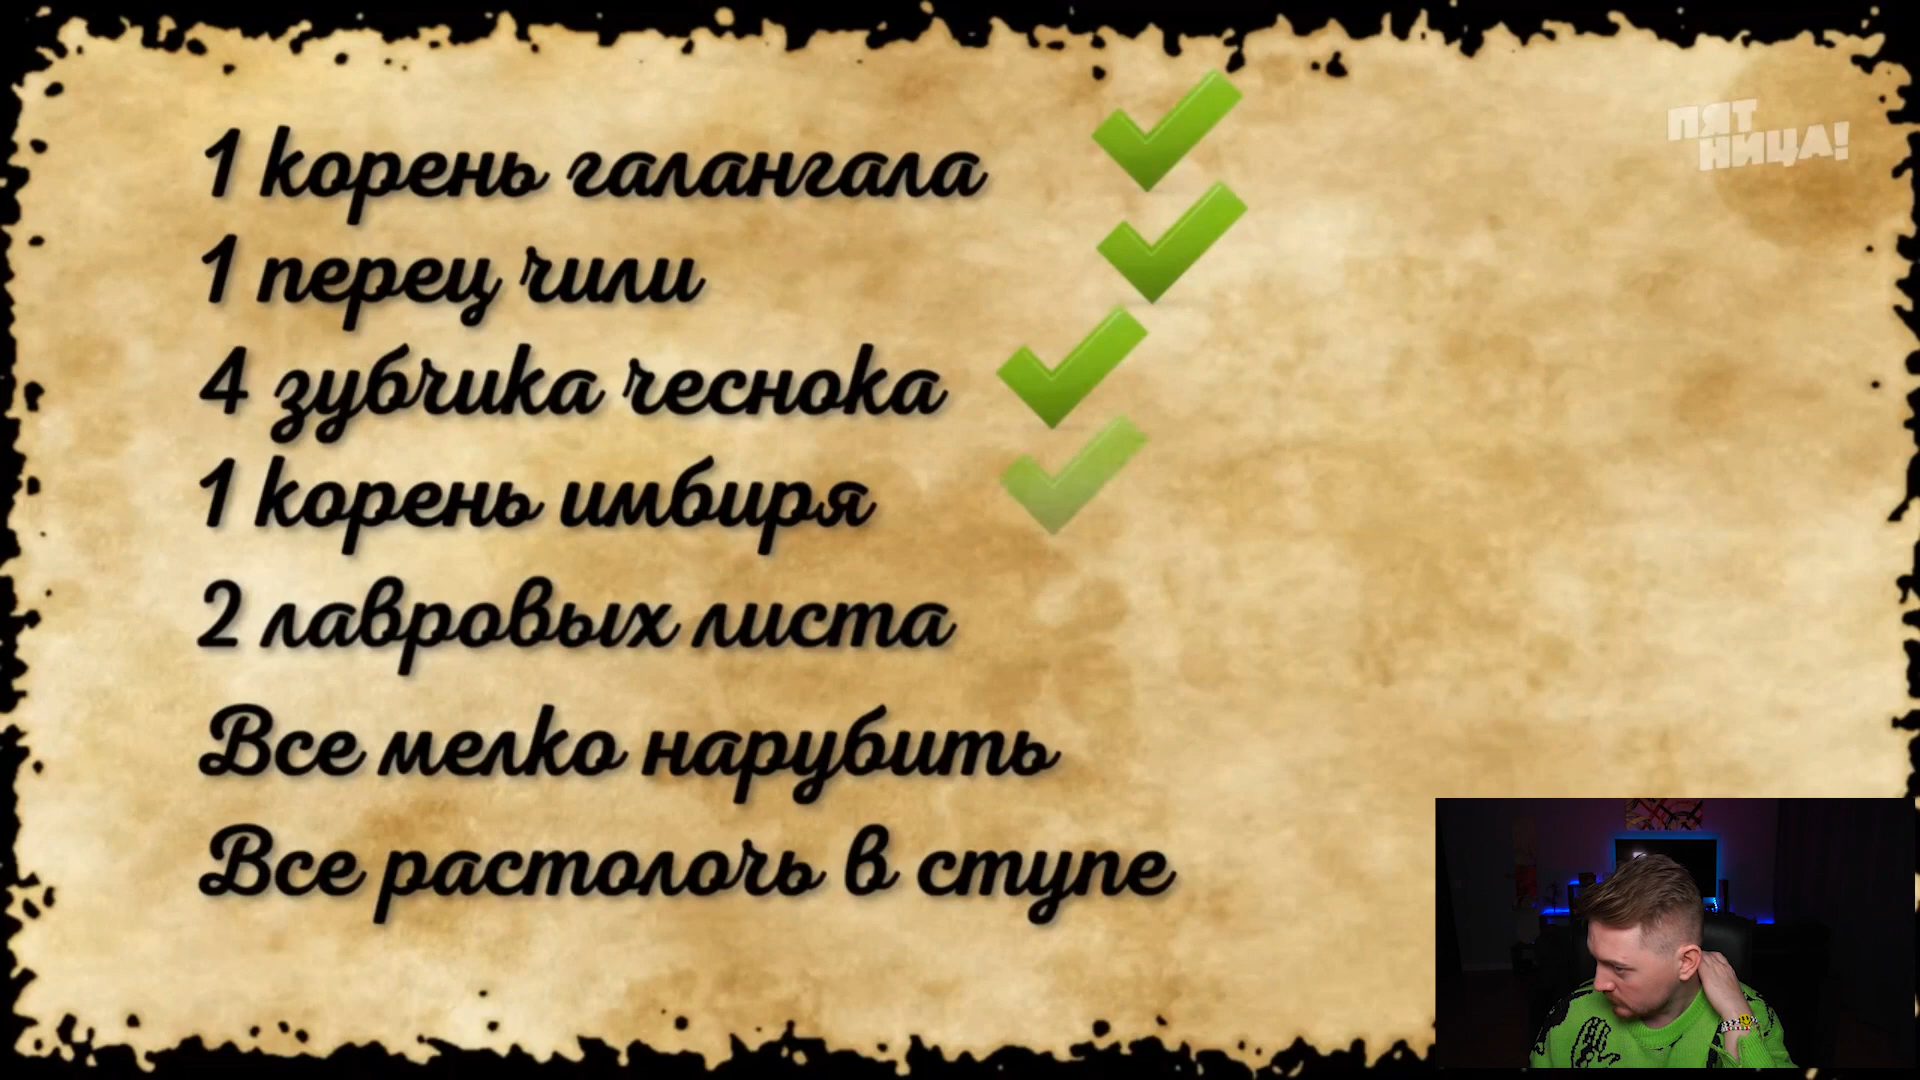 ПЯТ
НИЦА!
1 корень галангала
1 перец чили
4 зубчика чеснока
1 корень имбиря
2 лавровых листа
Все мелко нарубить
Все растолочь в ступе